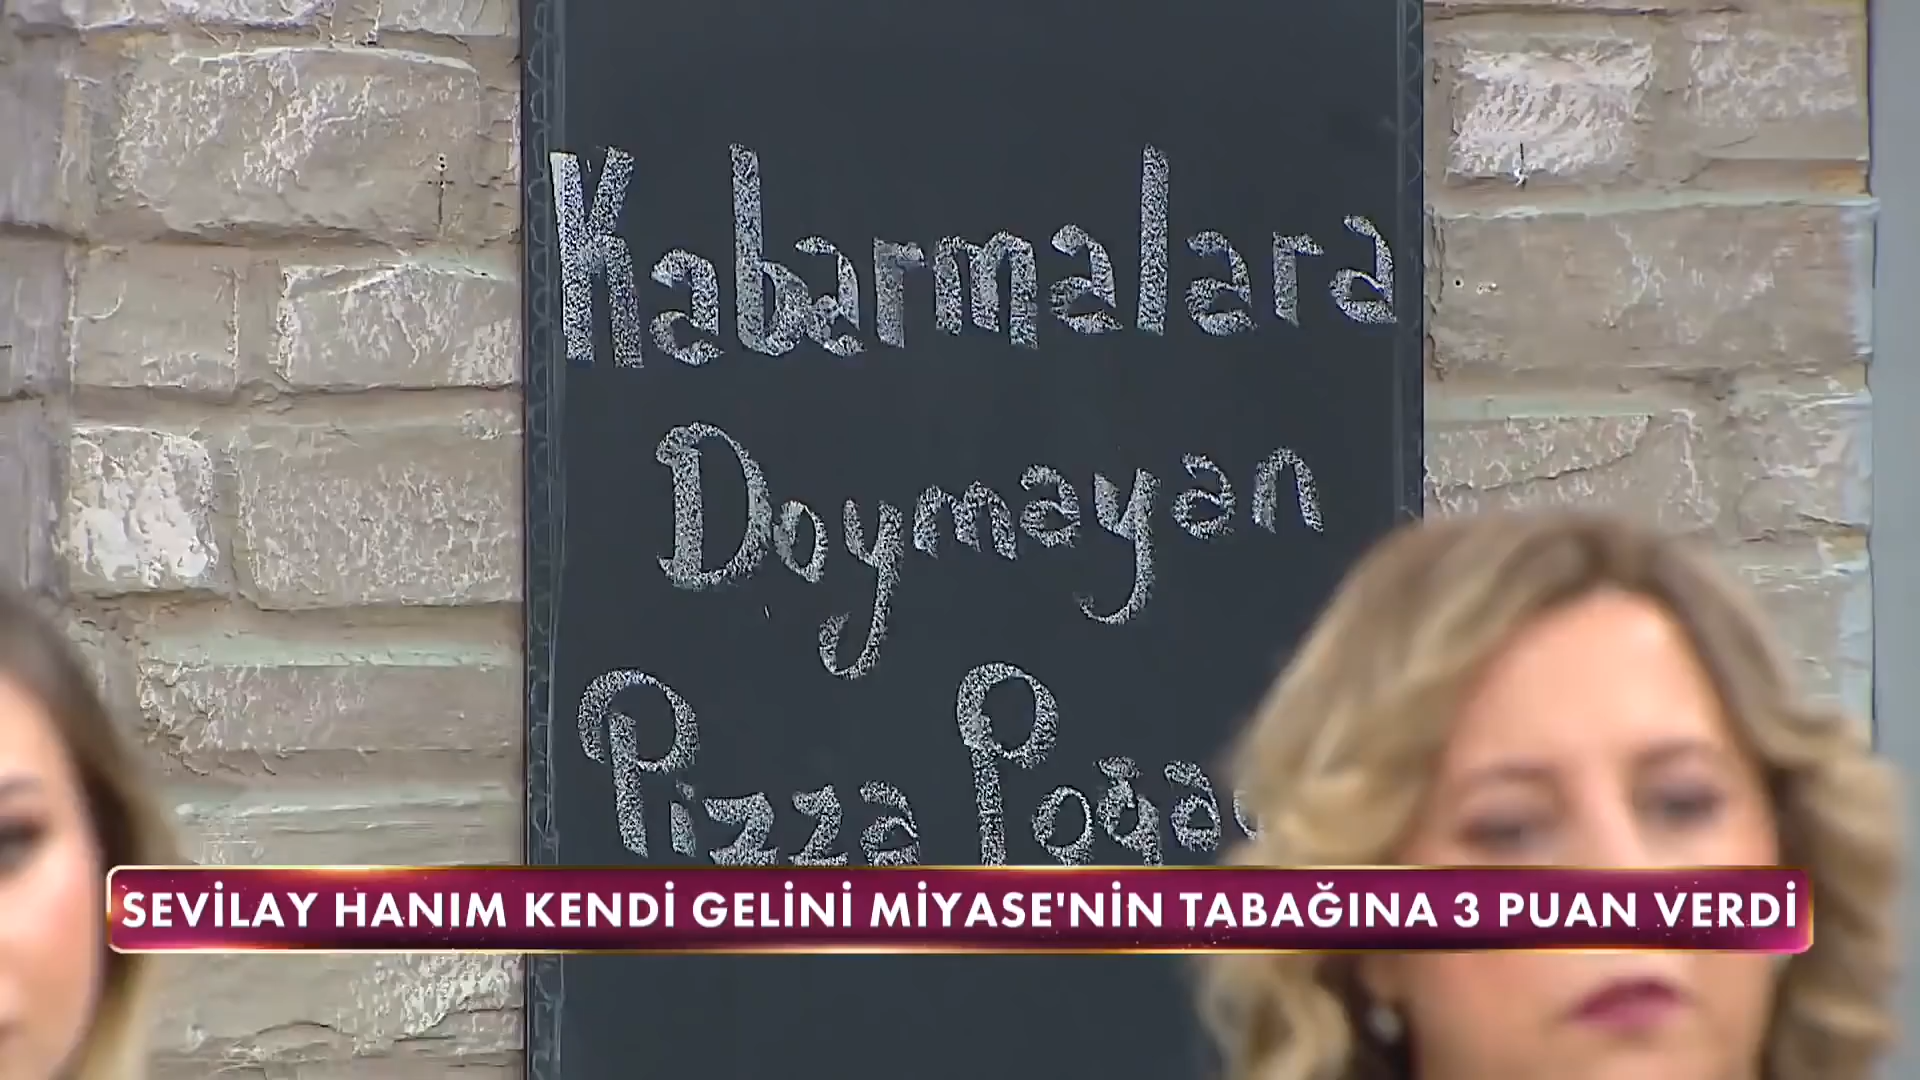 Kabarmalara
Doymayan
Pizza
SEVİLAY HANIM KENDİ GELİNİ MİYASE'NİN TABAĞINA 3 PUAN VERDİ